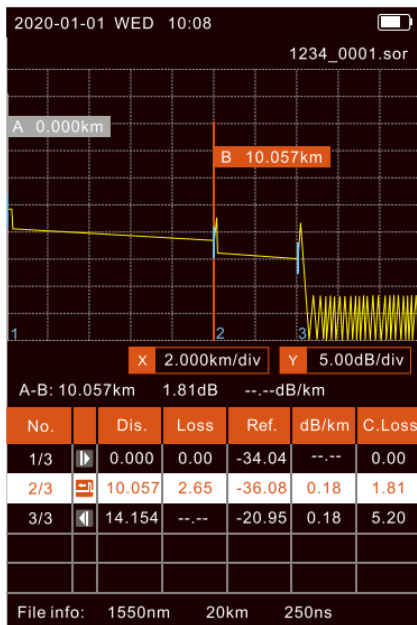 2020-01-01 WED 10:08
1234_0001.sor
A 0.000km
B 10.057km
1 2 3
X 2.000km/div Y 5.00dB/div
A-B: 10.057km 1.81dB --.--dB/km
No. Dis. Loss Ref. dB/km C.Loss
1/3 0.000 0.00 -34.04 --.-- 0.00
2/3 10.057 2.65 -36.08 0.18 1.81
3/3 14.154 --.-- -20.95 0.18 5.20
File info: 1550nm 20km 250ns